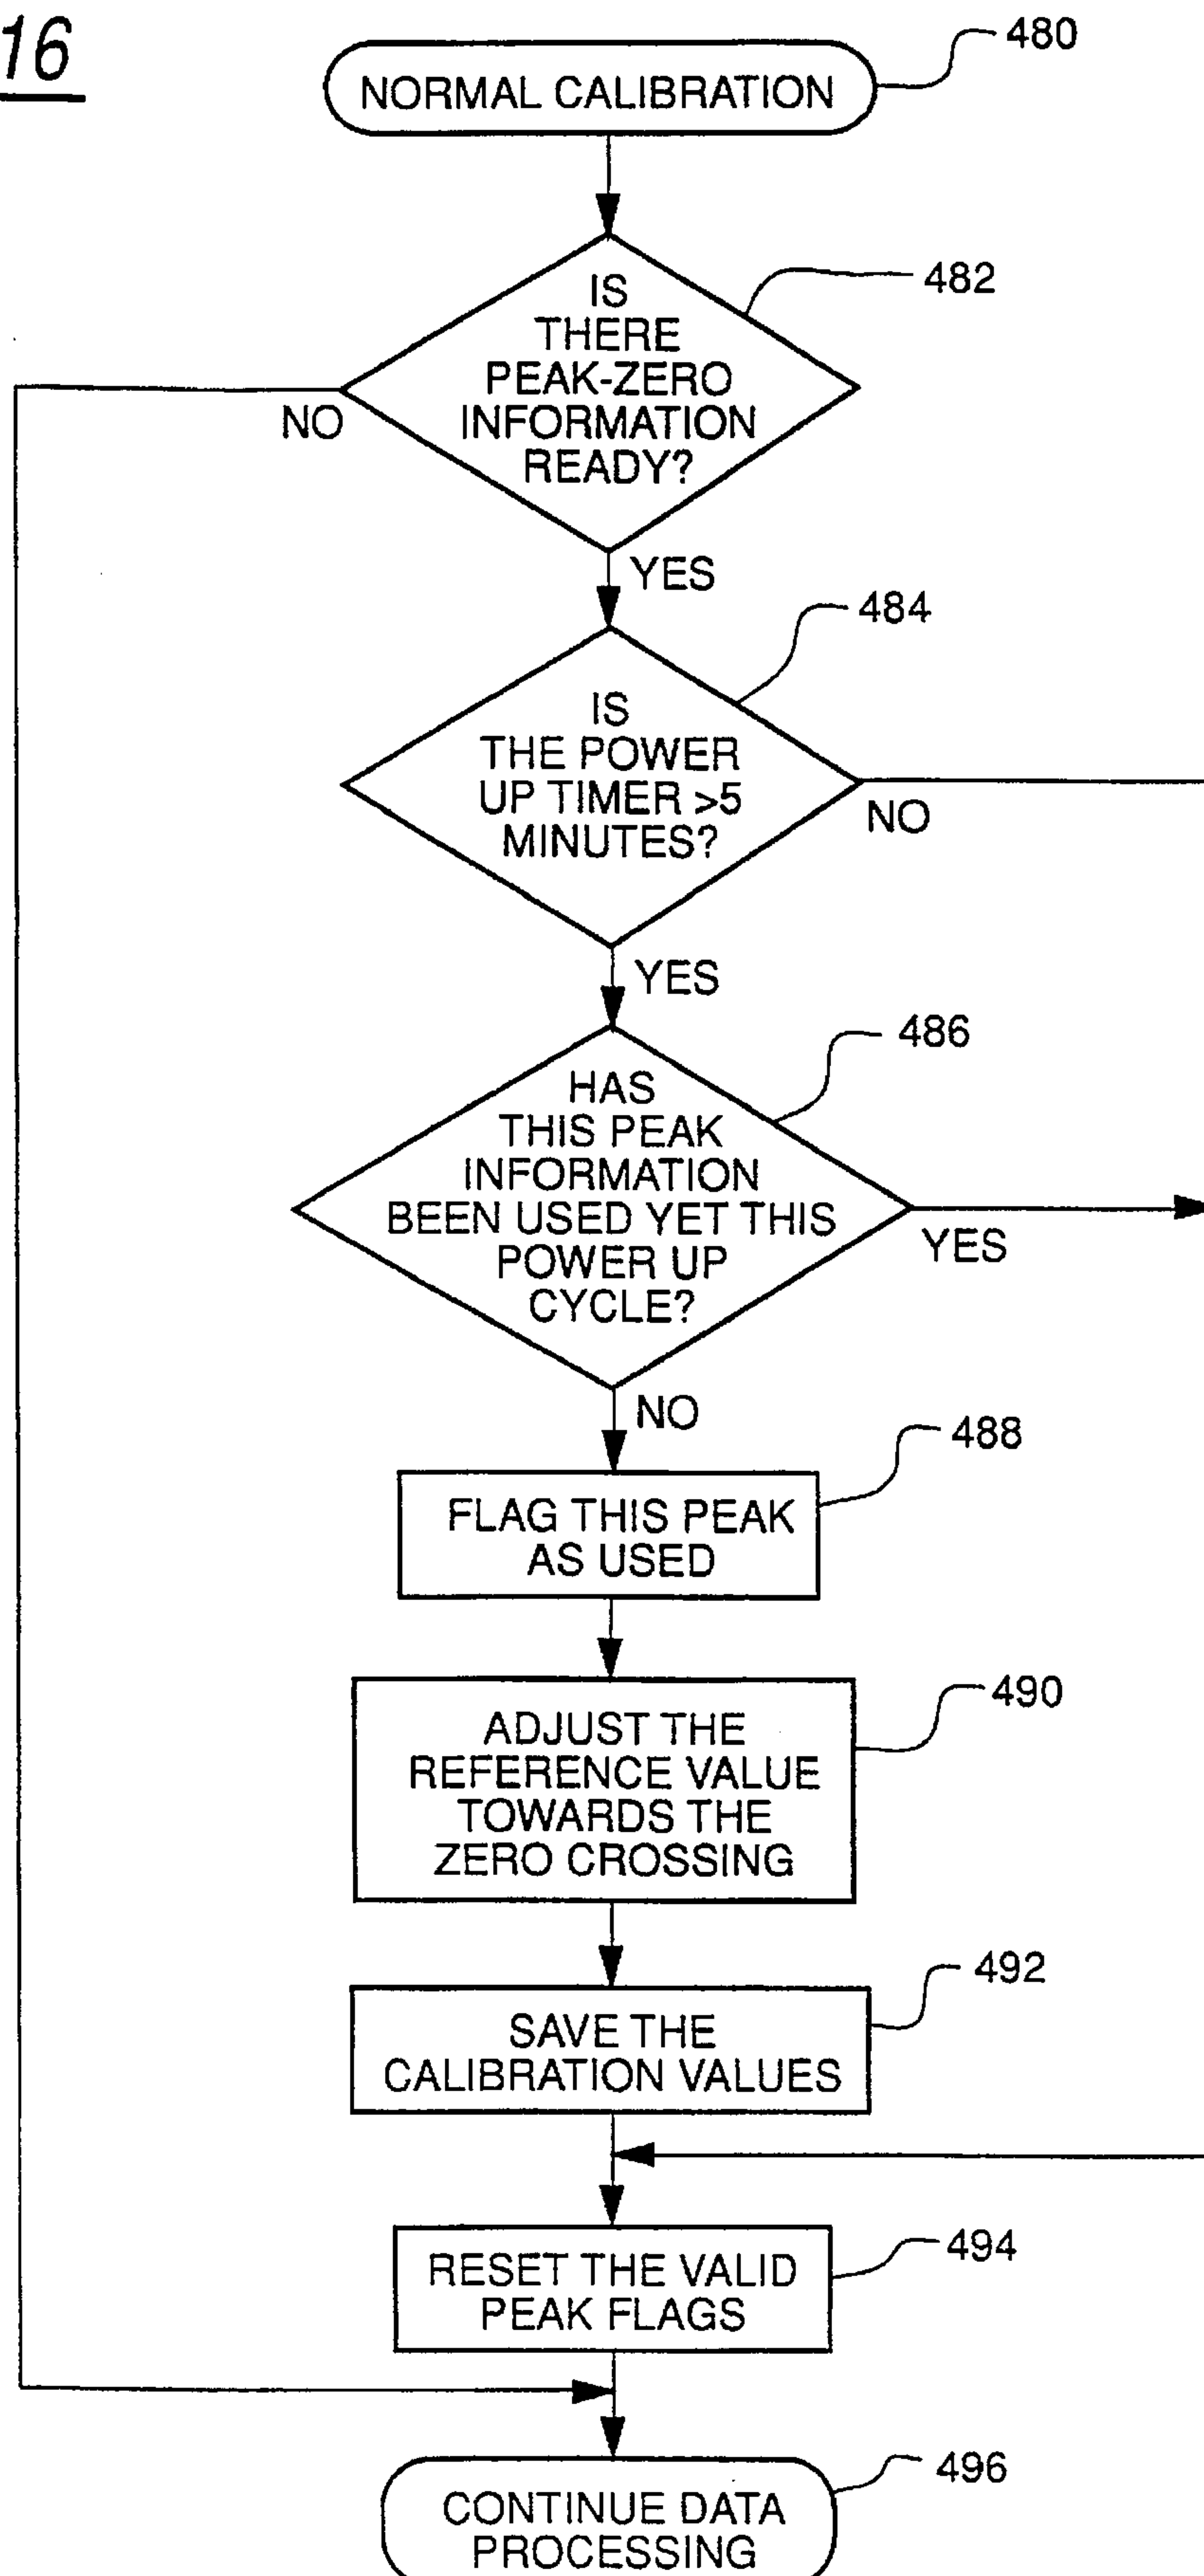 16
480
NORMAL CALIBRATION
482
IS
THERE
PEAK-ZERO
INFORMATION
READY?
NO
YES
484
IS
THE POWER
UP TIMER >5
MINUTES?
NO
YES
486
HAS
THIS PEAK
INFORMATION
BEEN USED YET THIS
POWER UP
CYCLE?
YES
NO
488
FLAG THIS PEAK
AS USED
490
ADJUST THE
REFERENCE VALUE
TOWARDS THE
ZERO CROSSING
492
SAVE THE
CALIBRATION VALUES
494
RESET THE VALID
PEAK FLAGS
496
CONTINUE DATA
PROCESSING